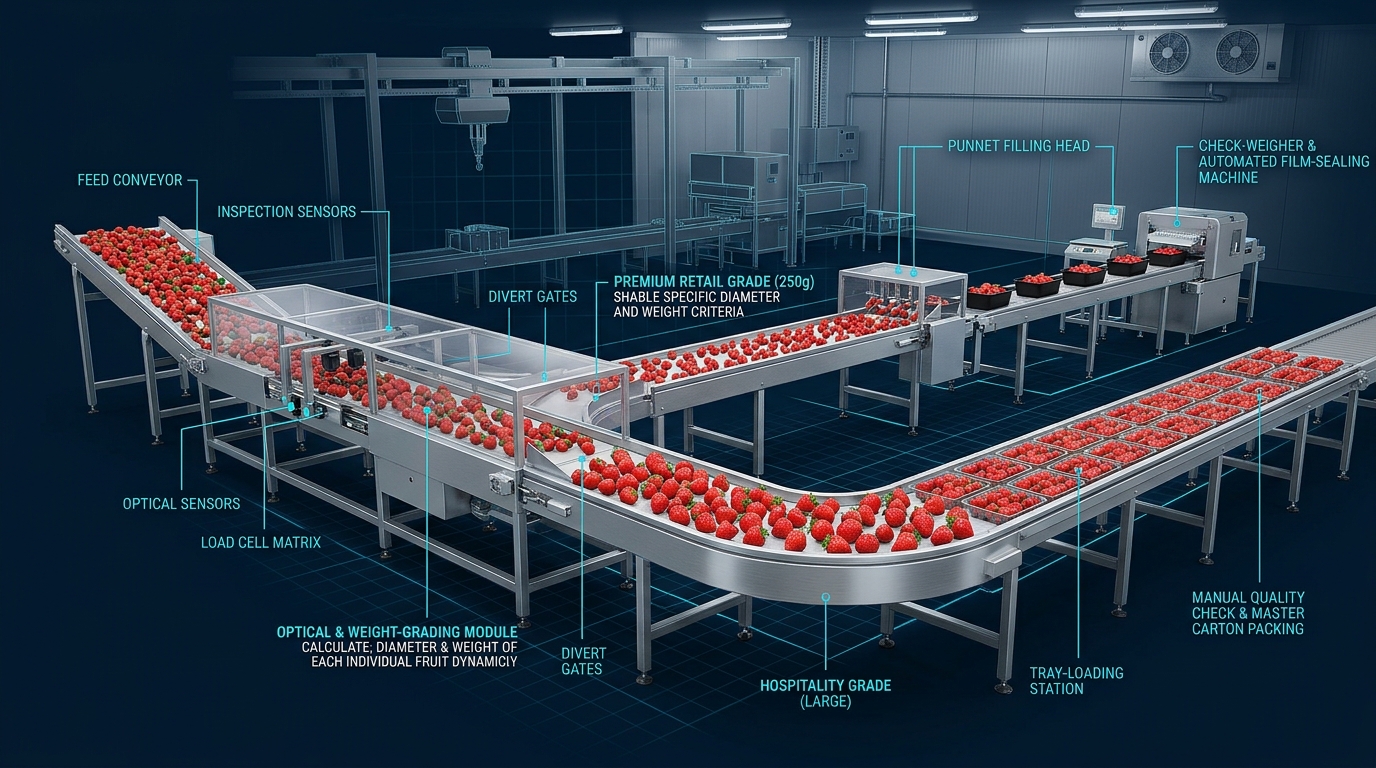 FEED CONVEYOR
INSPECTION SENSORS
DIVERT GATES
PREMIUM RETAIL GRADE (250g)
SHABLE SPECIFIC DIAMETER
AND WEIGHT CRITERIA
PUNNET FILLING HEAD
CHECK-WEIGHER &
AUTOMATED FILM-SEALING
MACHINE
OPTICAL SENSORS
LOAD CELL MATRIX
OPTICAL & WEIGHT-GRADING MODULE
CALCULATE; DIAMETER & WEIGHT OF
EACH INDIVIDUAL FRUIT DYNAMICIY
DIVERT
GATES
HOSPITALITY GRADE
(LARGE)
TRAY-LOADING
STATION
MANUAL QUALITY
CHECK & MASTER
CARTON PACKING